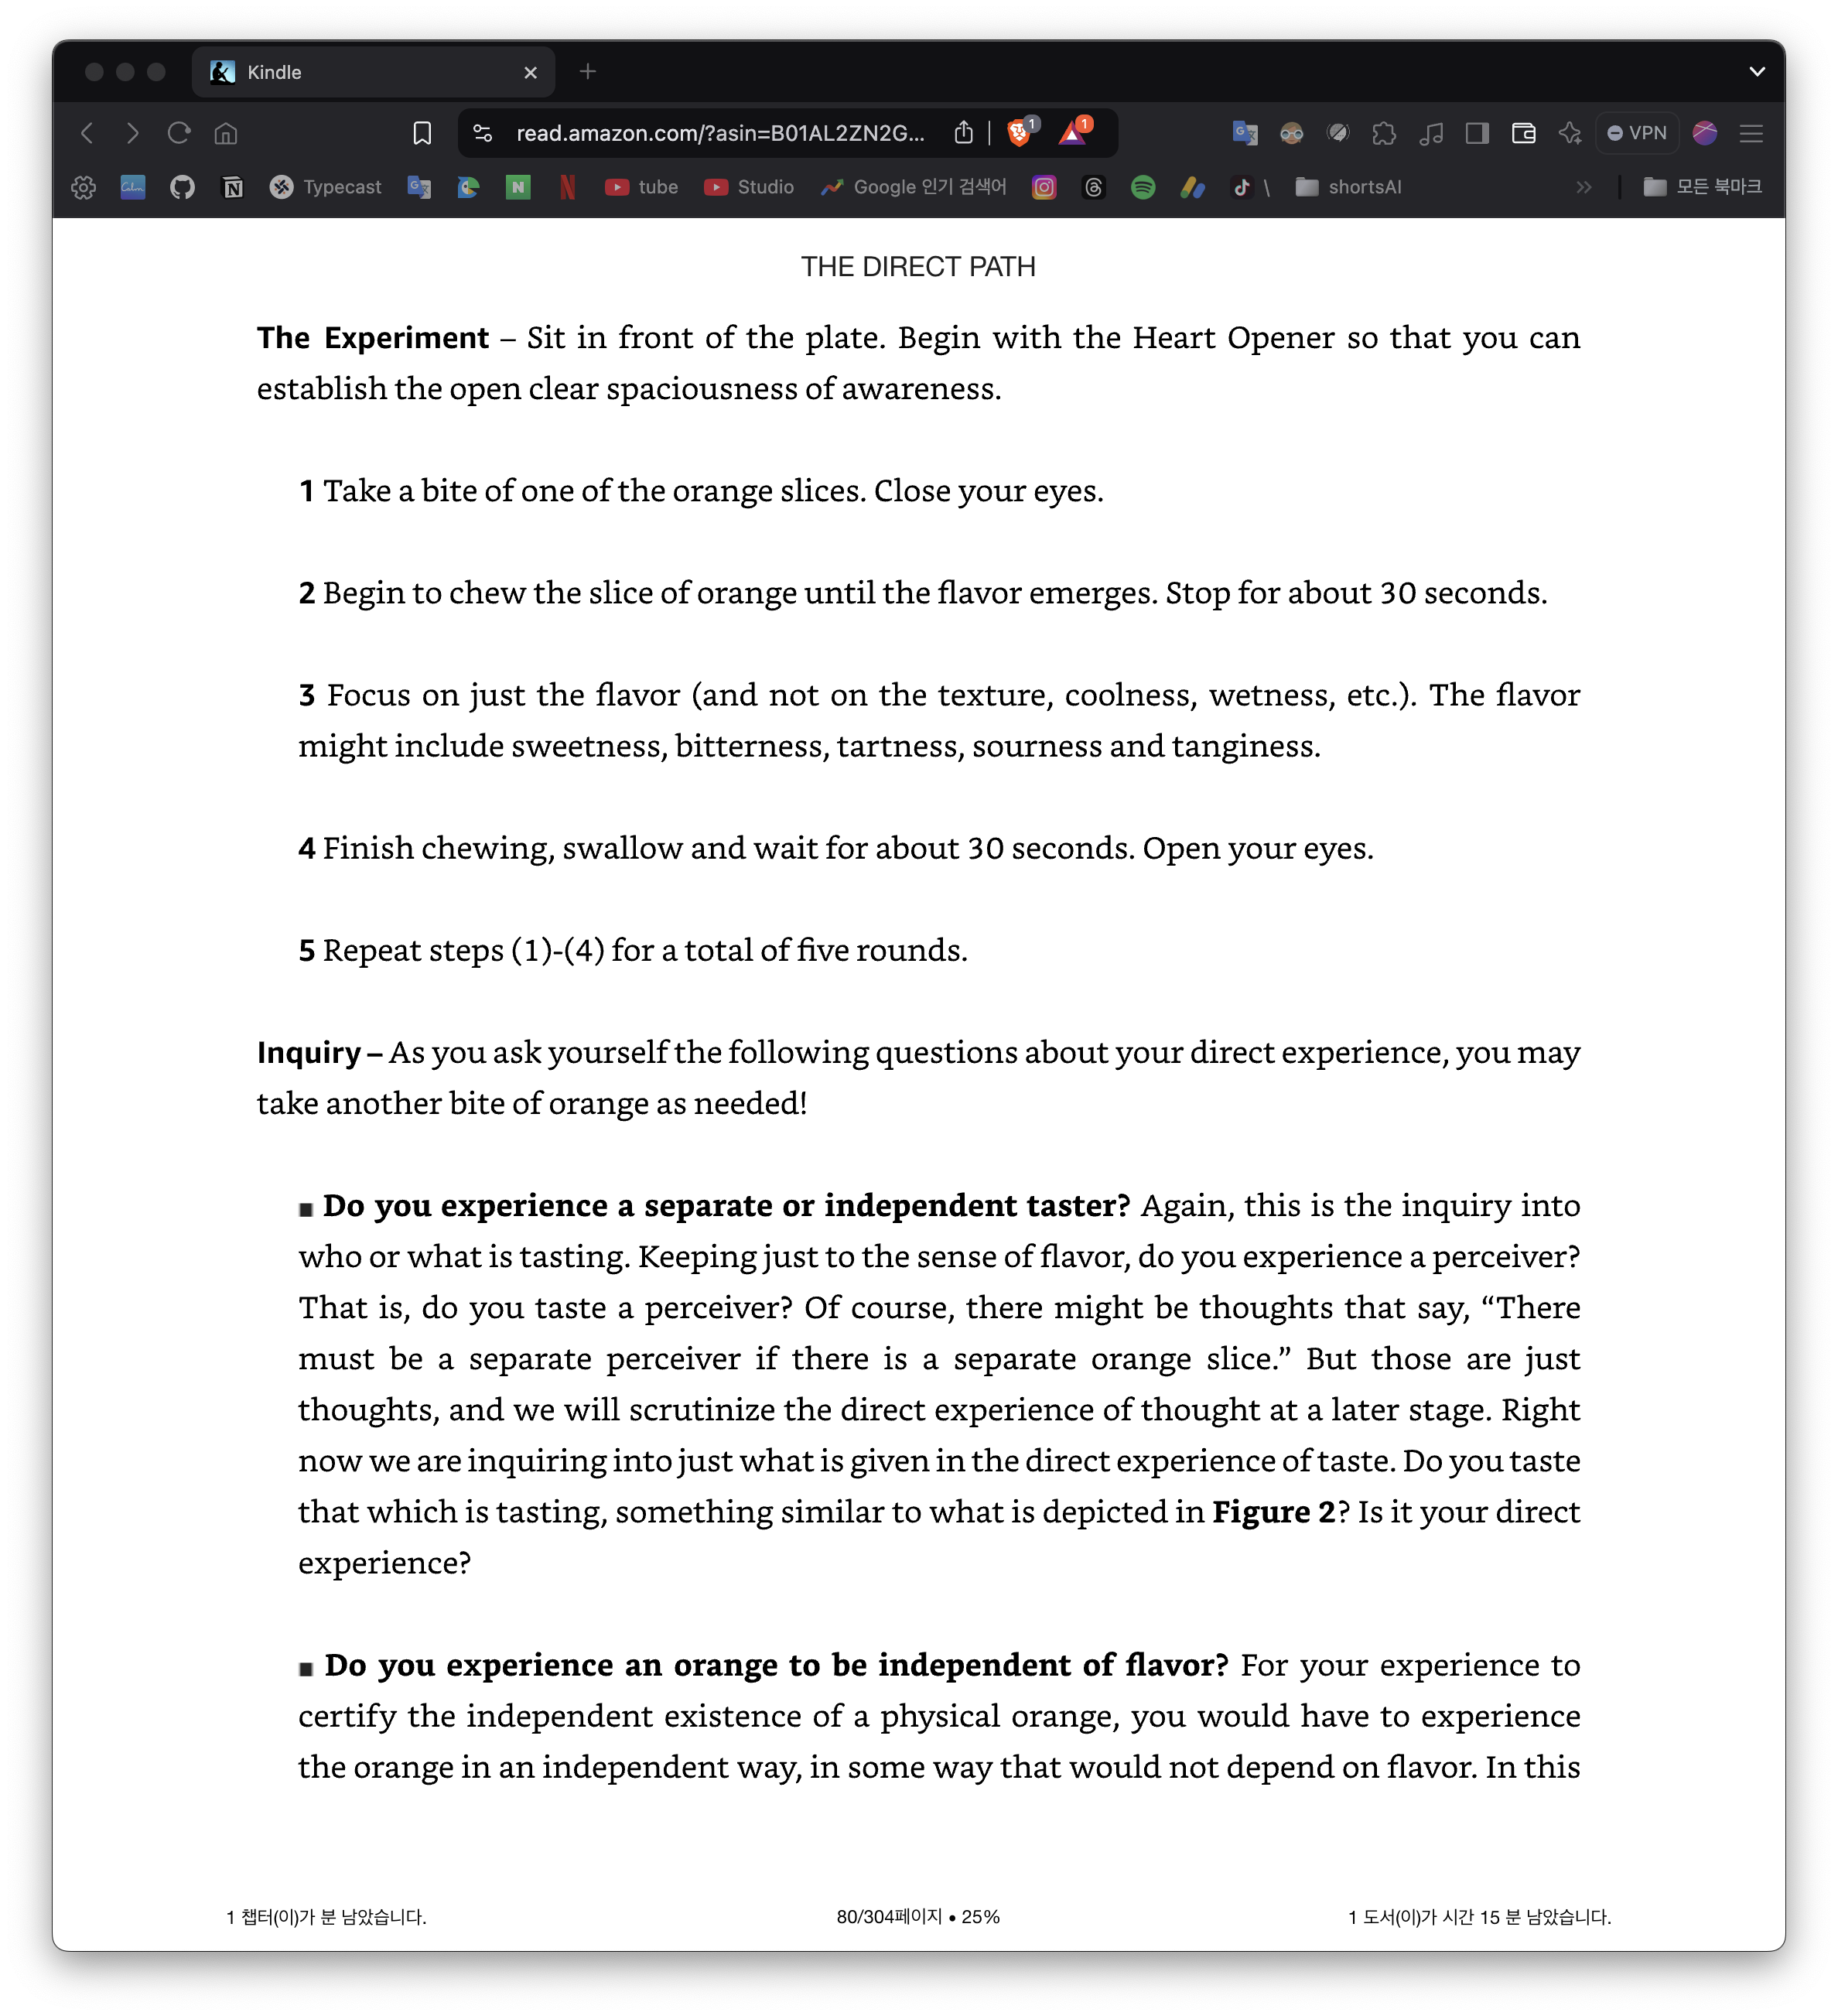 Kindle
read.amazon.com/?asin=B01AL2ZN2G...
1
1
VPN
Calm
Typecast
tube
Studio
Google 인기 검색어
\
shortsAI
모든 북마크
THE DIRECT PATH
The Experiment – Sit in front of the plate. Begin with the Heart Opener so that you can
establish the open clear spaciousness of awareness.
1 Take a bite of one of the orange slices. Close your eyes.
2 Begin to chew the slice of orange until the flavor emerges. Stop for about 30 seconds.
3 Focus on just the flavor (and not on the texture, coolness, wetness, etc.). The flavor
might include sweetness, bitterness, tartness, sourness and tanginess.
4 Finish chewing, swallow and wait for about 30 seconds. Open your eyes.
5 Repeat steps (1)-(4) for a total of five rounds.
Inquiry – As you ask yourself the following questions about your direct experience, you may
take another bite of orange as needed!
■ Do you experience a separate or independent taster? Again, this is the inquiry into
who or what is tasting. Keeping just to the sense of flavor, do you experience a perceiver?
That is, do you taste a perceiver? Of course, there might be thoughts that say, “There
must be a separate perceiver if there is a separate orange slice.” But those are just
thoughts, and we will scrutinize the direct experience of thought at a later stage. Right
now we are inquiring into just what is given in the direct experience of taste. Do you taste
that which is tasting, something similar to what is depicted in Figure 2? Is it your direct
experience?
■ Do you experience an orange to be independent of flavor? For your experience to
certify the independent existence of a physical orange, you would have to experience
the orange in an independent way, in some way that would not depend on flavor. In this
1 챕터(이)가 분 남았습니다.
80/304페이지 • 25%
1 도서(이)가 시간 15 분 남았습니다.